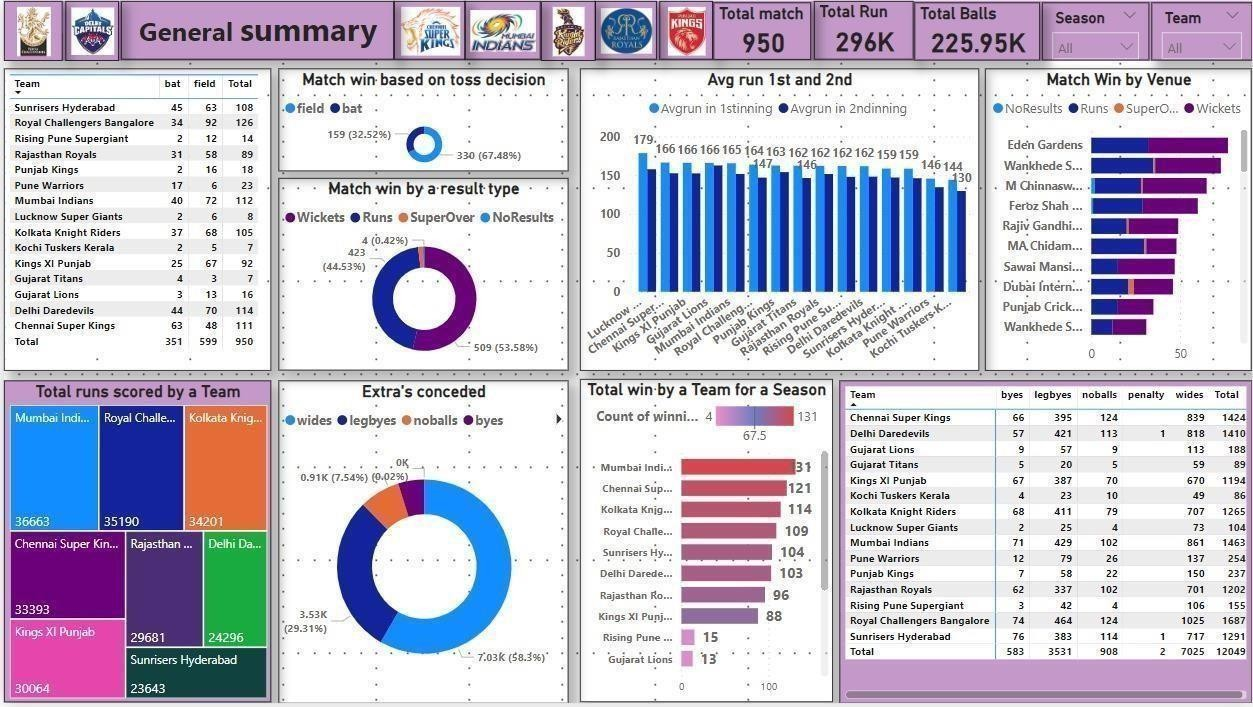 General summary
DELHI CAPITALS
CHENNAI SUPER KINGS
MUMBAI INDIANS
RAJASTHAN ROYALS
PUNJAB KINGS
Total match
950
Total Run
296K
Total Balls
225.95K
Season
All
Team
All
Team bat field Total
Sunrisers Hyderabad 45 63 108
Royal Challengers Bangalore 34 92 126
Rising Pune Supergiant 2 12 14
Rajasthan Royals 31 58 89
Punjab Kings 2 16 18
Pune Warriors 17 6 23
Mumbai Indians 40 72 112
Lucknow Super Giants 2 6 8
Kolkata Knight Riders 37 68 105
Kochi Tuskers Kerala 2 5 7
Kings XI Punjab 25 67 92
Gujarat Titans 4 3 7
Gujarat Lions 3 13 16
Delhi Daredevils 44 70 114
Chennai Super Kings 63 48 111
Total 351 599 950
Match win based on toss decision
field bat
159 (32.52%)
330 (67.48%)
Match win by a result type
Wickets Runs SuperOver NoResults
4 (0.42%)
423
(44.53%)
509 (53.58%)
Avg run 1st and 2nd
Avgrun in 1stinning Avgrun in 2ndinning
200
150
100
50
0
179 166 166 166 165 164 163 162 162 162 162 159 159 146 144
147 146 130
Lucknow ...
Chennai Super...
Kings XI Punjab
Gujarat Lions
Mumbai Indians
Royal Challeng...
Punjab Kings
Gujarat Titans
Rajasthan Royals
Rising Pune Su...
Delhi Daredevils
Sunrisers Hyder...
Kolkata Knight ...
Pune Warriors
Kochi Tuskers K...
Match Win by Venue
NoResults Runs SuperO... Wickets
Eden Gardens
Wankhede S...
M Chinnasw...
Feroz Shah ...
Rajiv Gandhi...
MA Chidam...
Sawai Mansi...
Dubai Intern...
Punjab Crick...
Wankhede S...
0 50
Total runs scored by a Team
Mumbai Indi...
36663
Royal Challe...
35190
Kolkata Knig...
34201
Chennai Super Kin...
33393
Rajasthan ...
29681
Delhi Da...
24296
Kings XI Punjab
30064
Sunrisers Hyderabad
23643
Extra's conceded
wides legbyes noballs byes
0K
0.91K (7.54%) (0.02%)
3.53K
(29.31%)
7.03K (58.3%)
Total win by a Team for a Season
Count of winni... 4 131
67.5
Mumbai Indi... 131
Chennai Sup... 121
Kolkata Knig... 114
Royal Challe... 109
Sunrisers Hy... 104
Delhi Darede... 103
Rajasthan Ro... 96
Kings XI Punj... 88
Rising Pune ... 15
Gujarat Lions 13
0 100
Team byes legbyes noballs penalty wides Total
Chennai Super Kings 66 395 124 839 1424
Delhi Daredevils 57 421 113 1 818 1410
Gujarat Lions 9 57 9 113 188
Gujarat Titans 5 20 5 59 89
Kings XI Punjab 67 387 70 670 1194
Kochi Tuskers Kerala 4 23 10 49 86
Kolkata Knight Riders 68 411 79 707 1265
Lucknow Super Giants 2 25 4 73 104
Mumbai Indians 71 429 102 861 1463
Pune Warriors 12 79 26 137 254
Punjab Kings 7 58 22 150 237
Rajasthan Royals 62 337 102 701 1202
Rising Pune Supergiant 3 42 4 106 155
Royal Challengers Bangalore 74 464 124 1025 1687
Sunrisers Hyderabad 76 383 114 1 717 1291
Total 583 3531 908 2 7025 12049